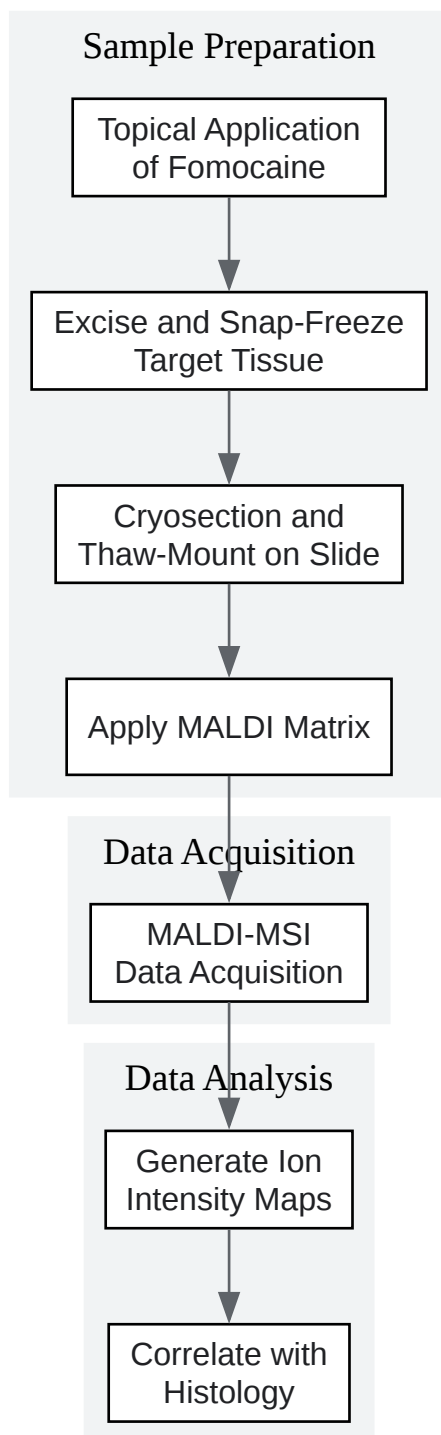 Sample Preparation
Topical Application
of Fomocaine
Excise and Snap-Freeze
Target Tissue
Cryosection and
Thaw-Mount on Slide
Apply MALDI Matrix
Data Acquisition
MALDI-MSI
Data Acquisition
Data Analysis
Generate Ion
Intensity Maps
Correlate with
Histology